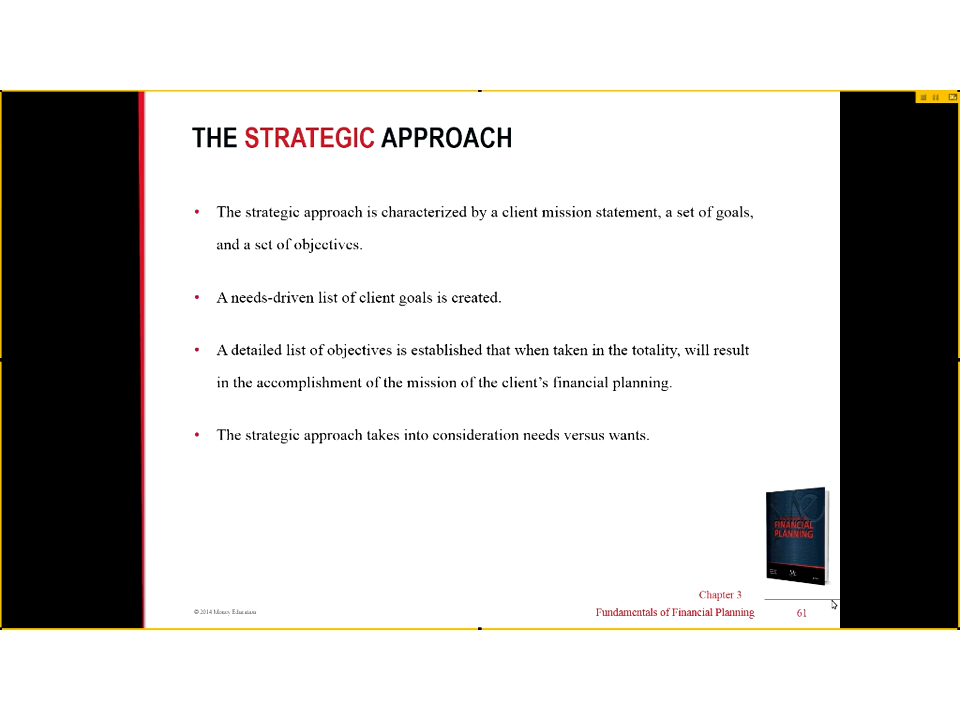 THE STRATEGIC APPROACH
• The strategic approach is characterized by a client mission statement, a set of goals,
and a set of objectives.
• A needs-driven list of client goals is created.
• A detailed list of objectives is established that when taken in the totality, will result
in the accomplishment of the mission of the client's financial planning.
• The strategic approach takes into consideration needs versus wants.
FINANCIAL
PLANNING
Chapter 3
© 2014 Money Education
Fundamentals of Financial Planning
61